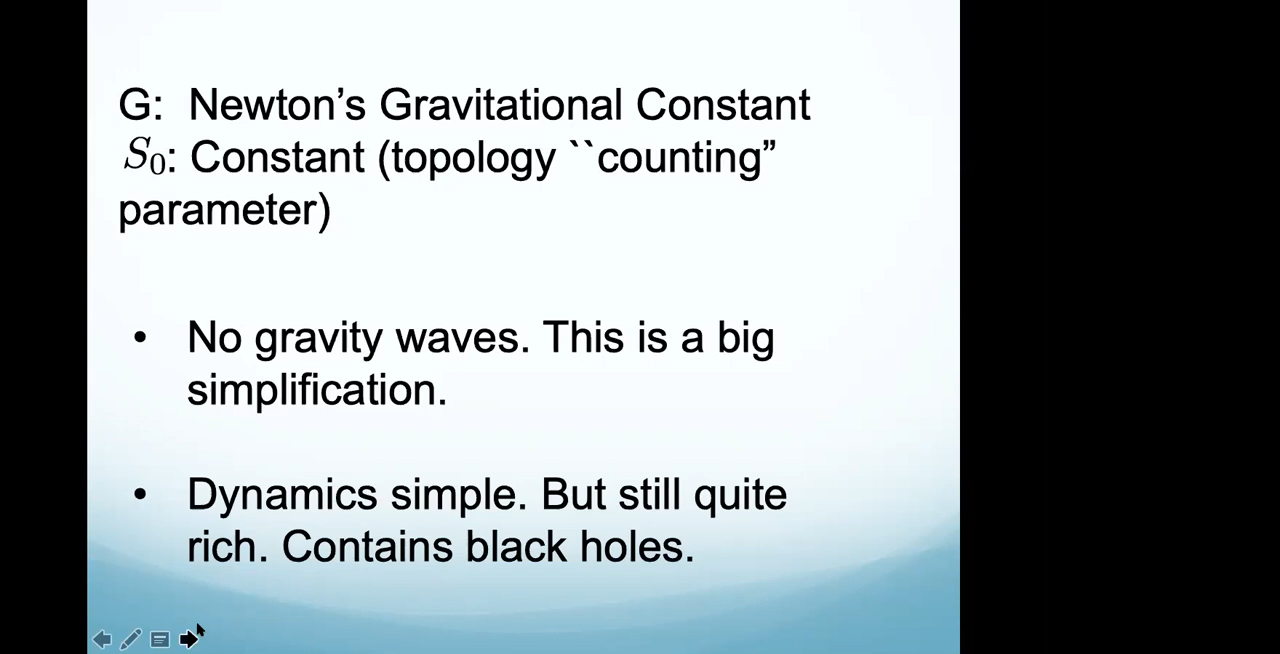 G:  Newton’s Gravitational Constant
S₀: Constant (topology ``counting”
parameter)
• No gravity waves. This is a big
simplification.
• Dynamics simple. But still quite
rich. Contains black holes.